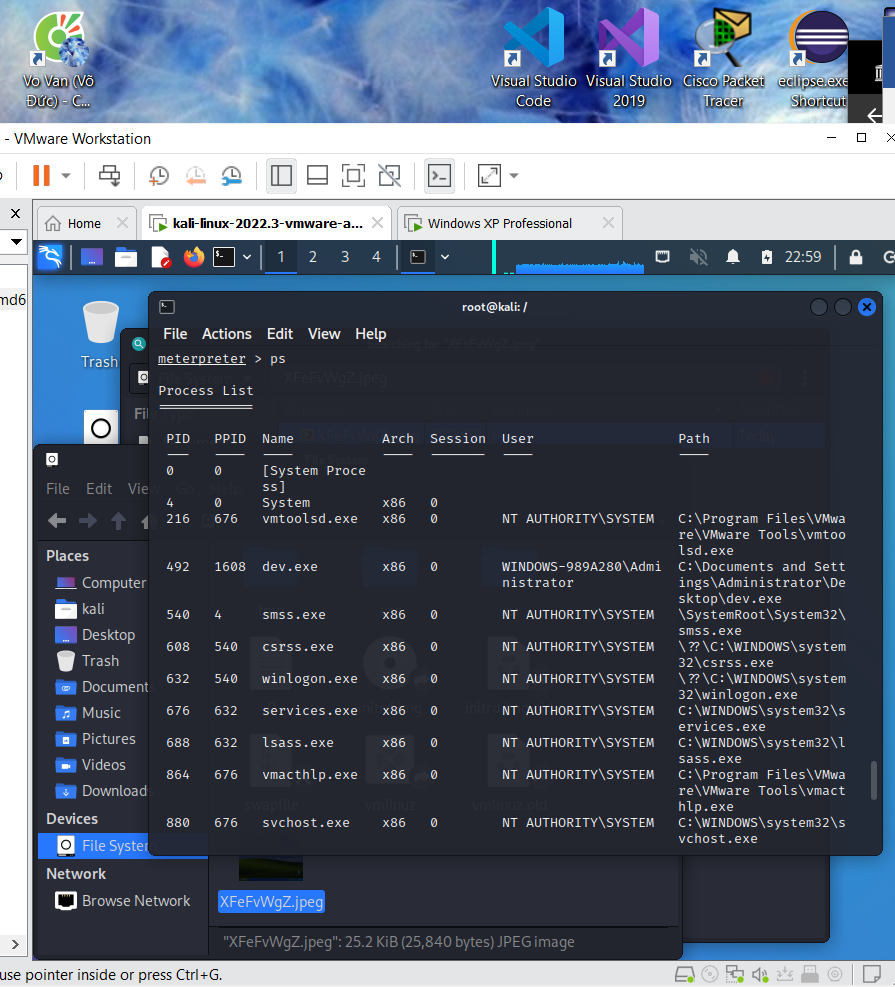 Vo Van (Võ
Đức) - C...
Visual Studio
Code
Visual Studio
2019
Cisco Packet
Tracer
eclipse.exe
Shortcut
- VMware Workstation
Home
kali-linux-2022.3-vmware-a...
Windows XP Professional
1 2 3 4
22:59
md6
Trash
root@kali: /
File Actions Edit View Help
meterpreter > ps
XFeFvWgZ.jpeg
Process List
PID PPID Name Arch Session User Path
0 0 [System Proce
ss]
4 0 System x86 0
216 676 vmtoolsd.exe x86 0 NT AUTHORITY\SYSTEM C:\Program Files\VMwa
re\VMware Tools\vmtoo
lsd.exe
492 1608 dev.exe x86 0 WINDOWS-989A280\Admi C:\Documents and Sett
nistrator ings\Administrator\De
sktop\dev.exe
540 4 smss.exe x86 0 NT AUTHORITY\SYSTEM \SystemRoot\System32\
smss.exe
608 540 csrss.exe x86 0 NT AUTHORITY\SYSTEM \??\C:\WINDOWS\system
32\csrss.exe
632 540 winlogon.exe x86 0 NT AUTHORITY\SYSTEM \??\C:\WINDOWS\system
32\winlogon.exe
676 632 services.exe x86 0 NT AUTHORITY\SYSTEM C:\WINDOWS\system32\s
ervices.exe
688 632 lsass.exe x86 0 NT AUTHORITY\SYSTEM C:\WINDOWS\system32\l
sass.exe
864 676 vmacthlp.exe x86 0 NT AUTHORITY\SYSTEM C:\Program Files\VMwa
re\VMware Tools\vmact
hlp.exe
880 676 svchost.exe x86 0 NT AUTHORITY\SYSTEM C:\WINDOWS\system32\s
vchost.exe
swapfile vmlinuz vmlinuz.old
File Edit Vie
Places
Computer
kali
Desktop
Trash
Document
Music
Pictures
Videos
Download
Devices
File System
Network
Browse Network
XFeFvWgZ.jpeg
"XFeFvWgZ.jpeg": 25.2 KiB (25,840 bytes) JPEG image
use pointer inside or press Ctrl+G.